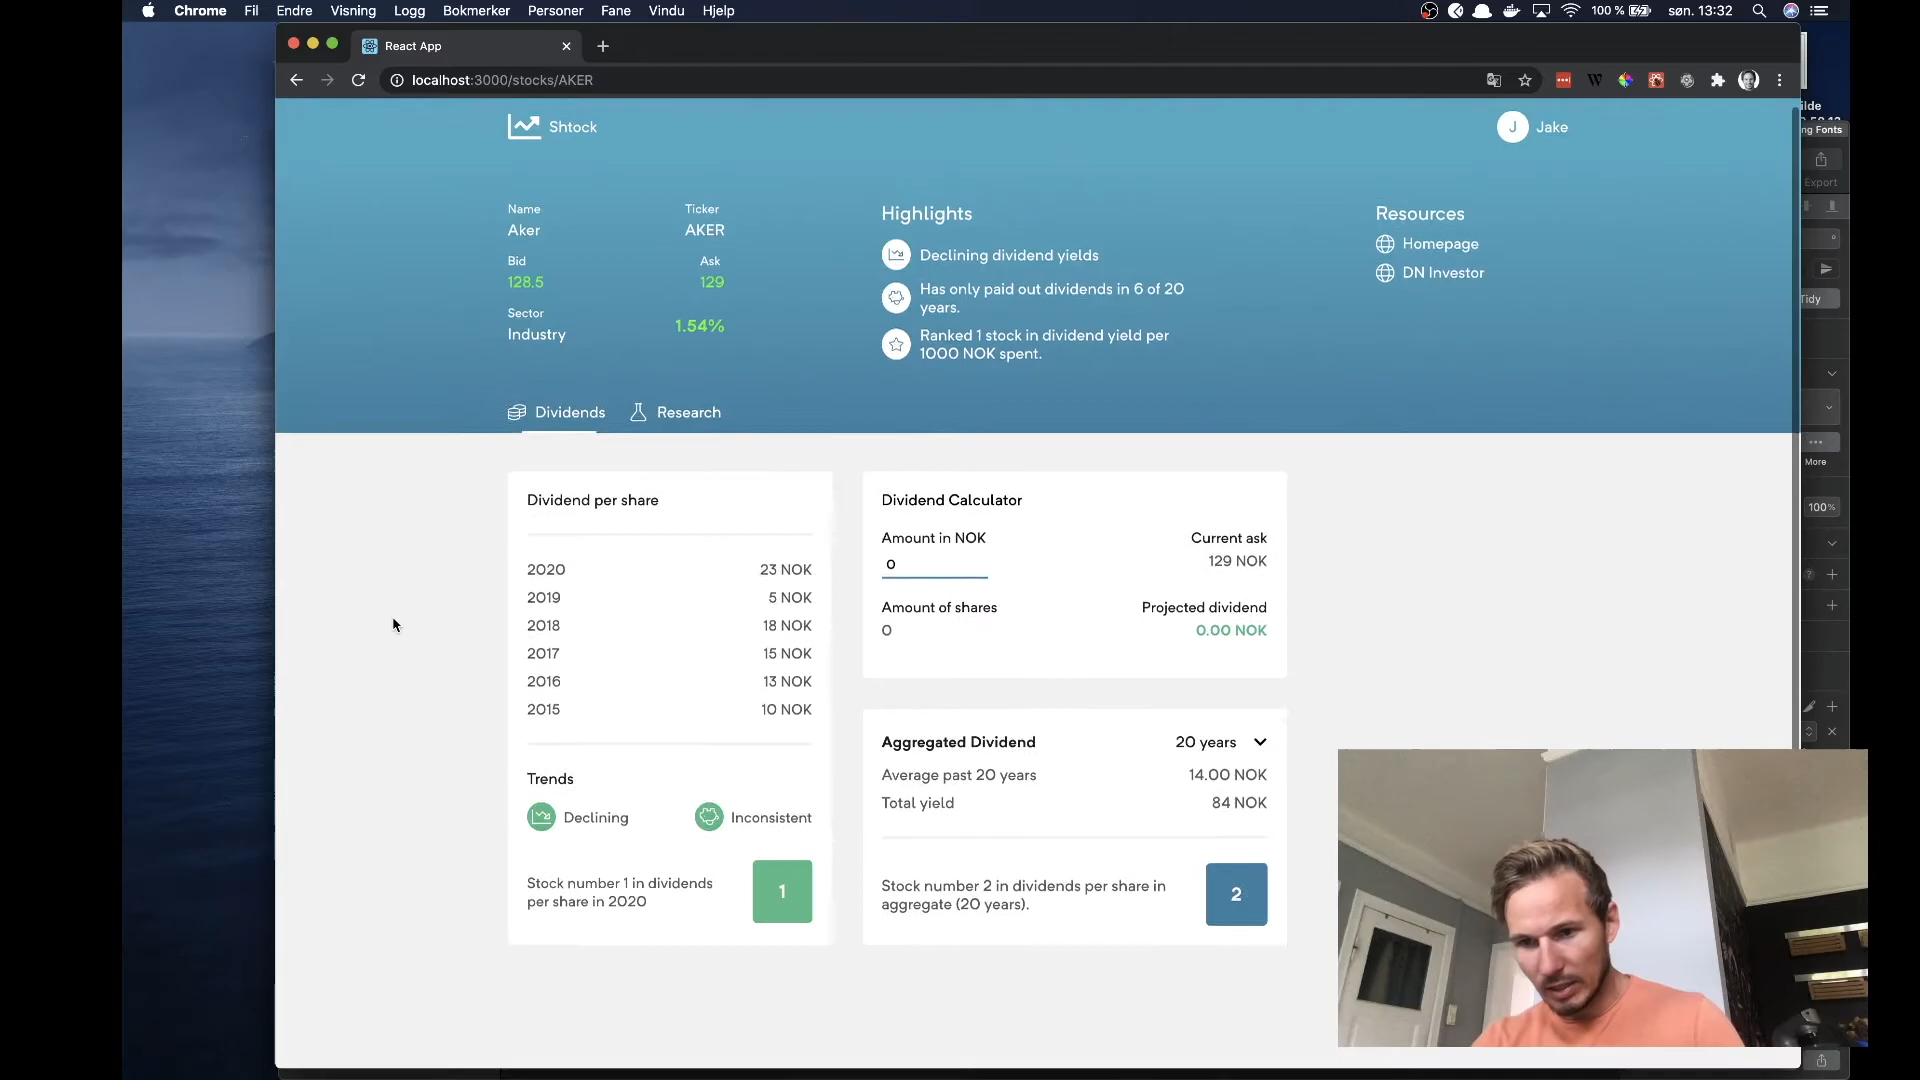 Chrome Fil Endre Visning Logg Bokmerker Personer Fane Vindu Hjelp
100 % søn. 13:32
React App
localhost:3000/stocks/AKER
Shtock
J Jake
Name Ticker
Aker AKER
Bid Ask
128.5 129
Sector
Industry 1.54%
Highlights
Declining dividend yields
Has only paid out dividends in 6 of 20
years.
Ranked 1 stock in dividend yield per
1000 NOK spent.
Resources
Homepage
DN Investor
Dividends Research
Dividend per share
2020 23 NOK
2019 5 NOK
2018 18 NOK
2017 15 NOK
2016 13 NOK
2015 10 NOK
Trends
Declining Inconsistent
Stock number 1 in dividends
per share in 2020
1
Dividend Calculator
Amount in NOK Current ask
0 129 NOK
Amount of shares Projected dividend
0 0.00 NOK
Aggregated Dividend 20 years
Average past 20 years 14.00 NOK
Total yield 84 NOK
Stock number 2 in dividends per share in
aggregate (20 years).
2
ilde
ng Fonts
Export
Tidy
More
100%